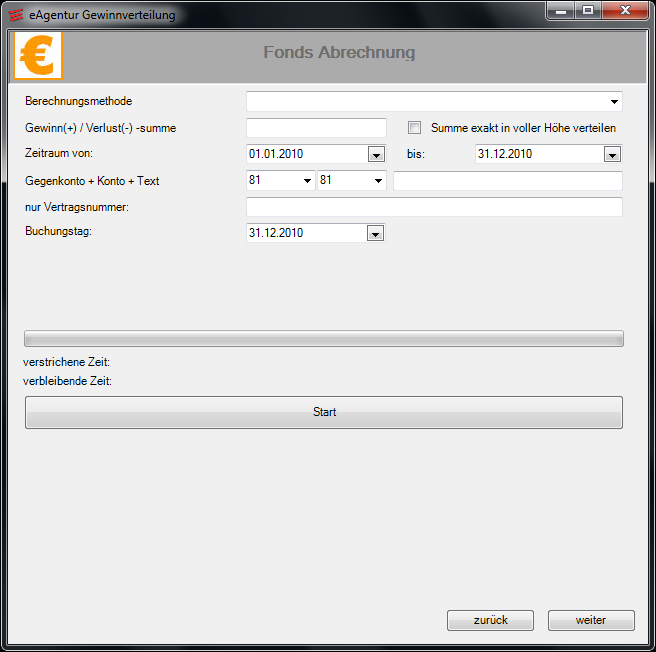 eAgentur Gewinnverteilung
€ Fonds Abrechnung
Berechnungsmethode
Gewinn(+) / Verlust(-) -summe Summe exakt in voller Höhe verteilen
Zeitraum von: 01.01.2010 bis: 31.12.2010
Gegenkonto + Konto + Text 81 81
nur Vertragsnummer:
Buchungstag: 31.12.2010
verstrichene Zeit:
verbleibende Zeit:
Start
zurück weiter